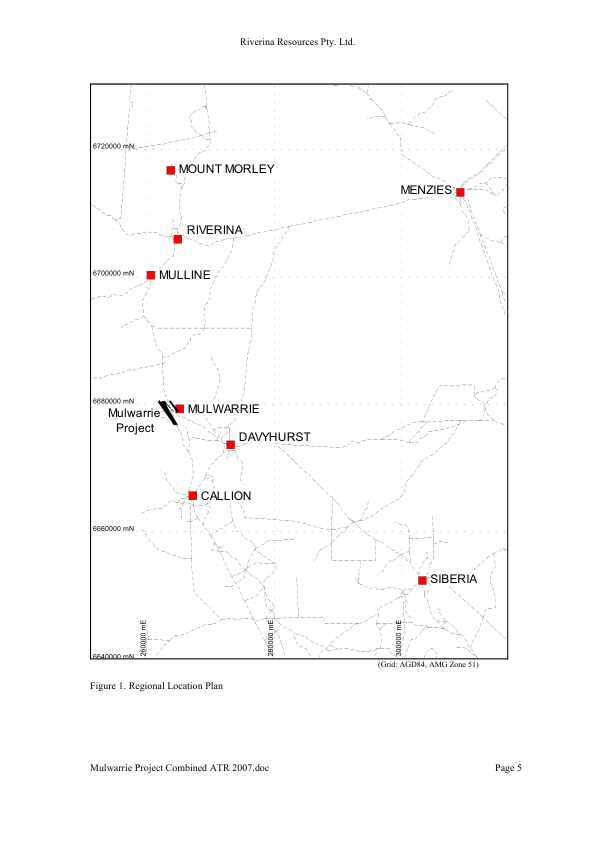 Riverina Resources Pty. Ltd.
6720000 mN
MOUNT MORLEY
MENZIES
RIVERINA
6700000 mN
MULLINE
6680000 mN
MULWARRIE
Mulwarrie
Project
DAVYHURST
CALLION
6660000 mN
SIBERIA
260000 mE
280000 mE
300000 mE
6640000 mN
(Grid: AGD84, AMG Zone 51)
Figure 1. Regional Location Plan
Mulwarrie Project Combined ATR 2007.doc
Page 5